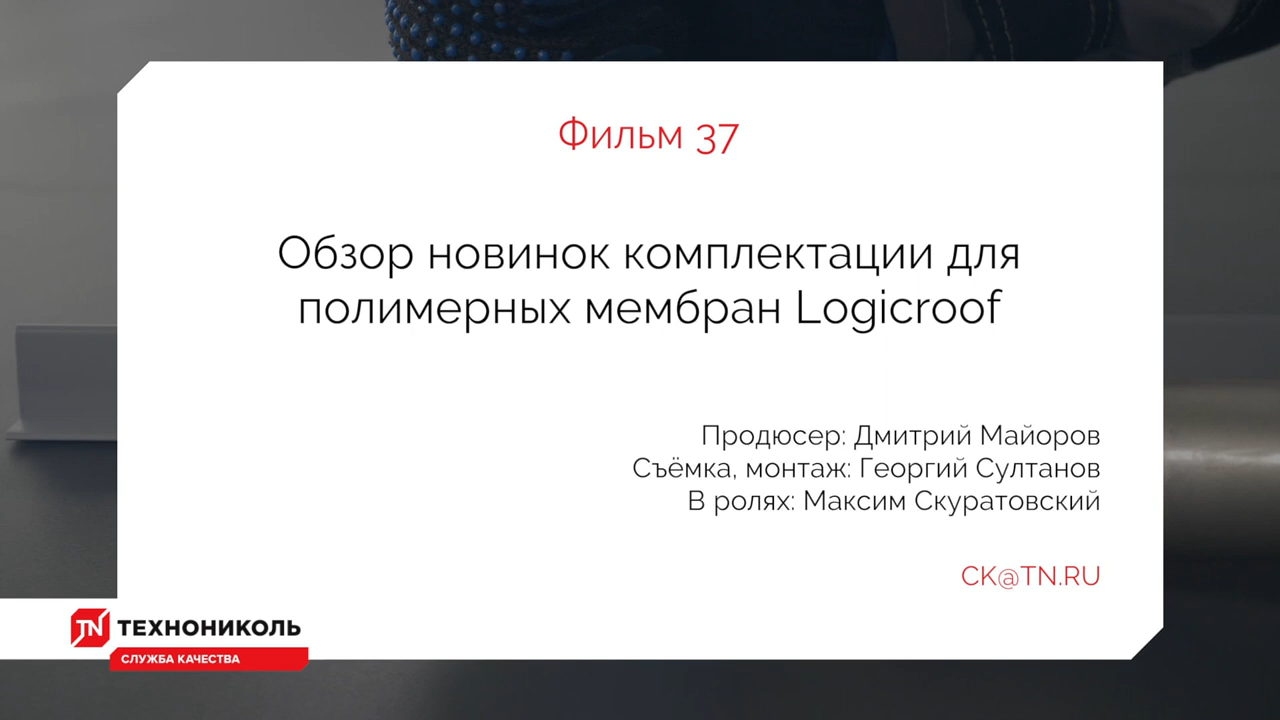 Фильм 37
Обзор новинок комплектации для
полимерных мембран Logicroof
Продюсер: Дмитрий Майоров
Съёмка, монтаж: Георгий Султанов
В ролях: Максим Скуратовский
CK@TN.RU
TN ТЕХНОНИКОЛЬ
СЛУЖБА КАЧЕСТВА